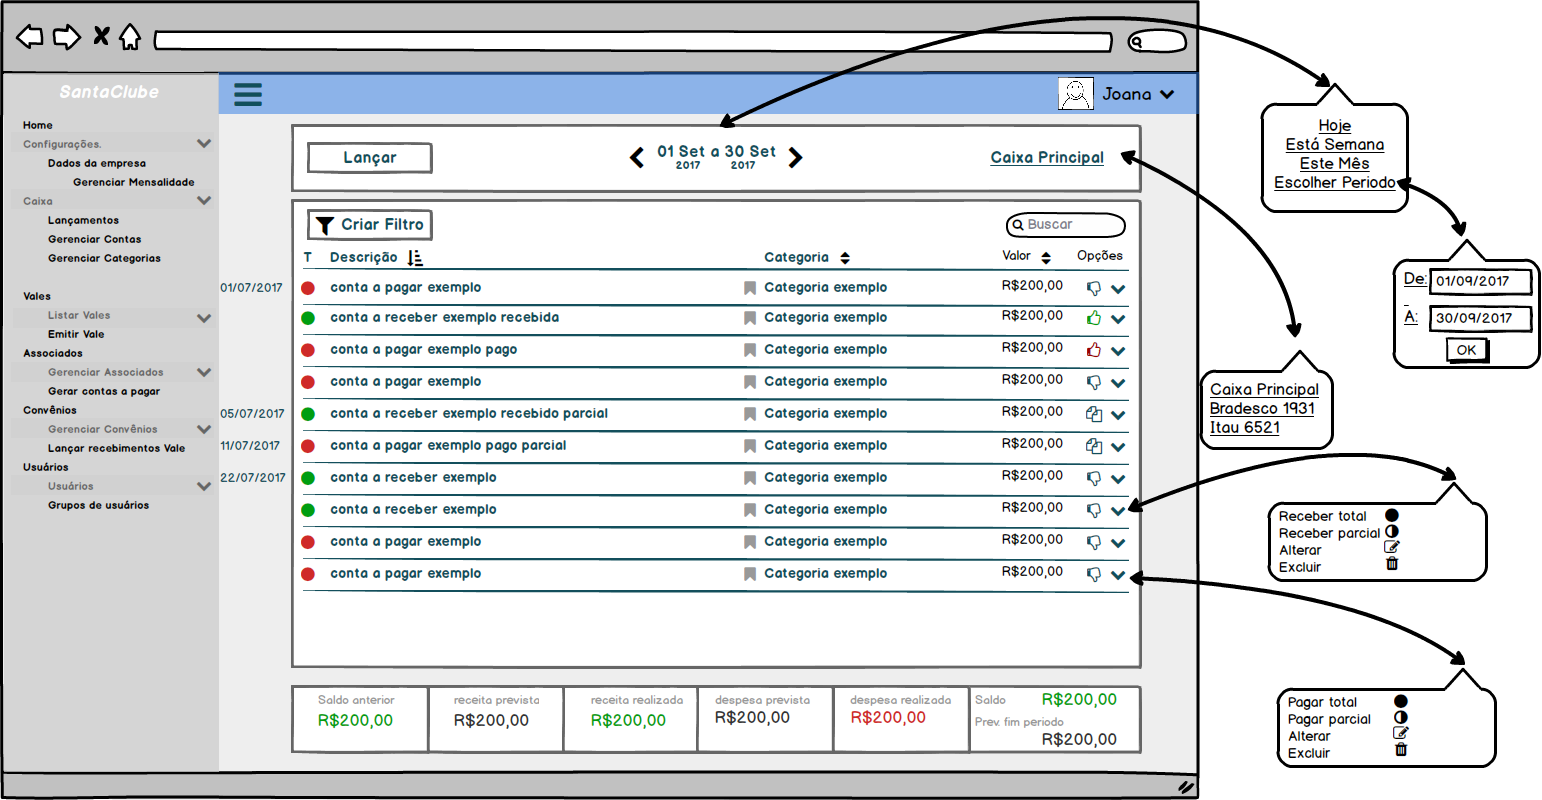 SantaClube
Joana
Home
Configurações.
Dados da empresa
Gerenciar Mensalidade
Caixa
Lançamentos
Gerenciar Contas
Gerenciar Categorias
Vales
Listar Vales
Emitir Vale
Associados
Gerenciar Associados
Gerar contas a pagar
Convênios
Gerenciar Convênios
Lançar recebimentos Vale
Usuários
Usuários
Grupos de usuários
Lançar
01 Set a 30 Set
2017 2017
Caixa Principal
Criar Filtro
Buscar
T Descrição Categoria Valor Opções
01/07/2017 conta a pagar exemplo Categoria exemplo R$200,00
conta a receber exemplo recebida Categoria exemplo R$200,00
conta a pagar exemplo pago Categoria exemplo R$200,00
conta a pagar exemplo Categoria exemplo R$200,00
05/07/2017 conta a receber exemplo recebido parcial Categoria exemplo R$200,00
11/07/2017 conta a pagar exemplo pago parcial Categoria exemplo R$200,00
22/07/2017 conta a receber exemplo Categoria exemplo R$200,00
conta a receber exemplo Categoria exemplo R$200,00
conta a pagar exemplo Categoria exemplo R$200,00
conta a pagar exemplo Categoria exemplo R$200,00
Saldo anterior
R$200,00
receita prevista
R$200,00
receita realizada
R$200,00
despesa prevista
R$200,00
despesa realizada
R$200,00
Saldo R$200,00
Prev. fim periodo
R$200,00
Hoje
Está Semana
Este Mês
Escolher Periodo
De: 01/09/2017
A: 30/09/2017
OK
Caixa Principal
Bradesco 1931
Itau 6521
Receber total
Receber parcial
Alterar
Excluir
Pagar total
Pagar parcial
Alterar
Excluir